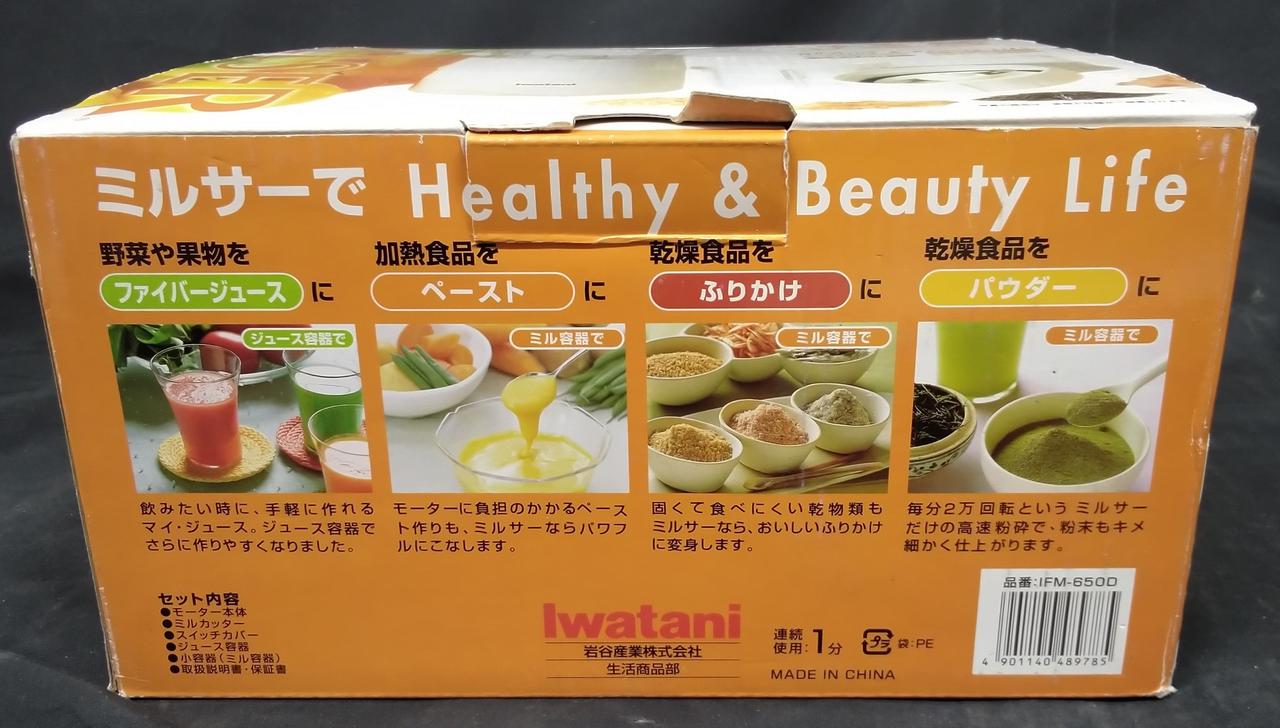 Iwatani
ミルサーで Healthy & Beauty Life
野菜や果物を
ファイバージュース に
加熱食品を
ペースト に
乾燥食品を
ふりかけ に
乾燥食品を
パウダー に
ジュース容器で
ミル容器で
ミル容器で
ミル容器で
飲みたい時に、手軽に作れる
マイ・ジュース。ジュース容器で
さらに作りやすくなりました。
モーターに負担のかかるペース
ト作りも、ミルサーならパワフ
ルにこなします。
固くて食べにくい乾物類も
ミルサーなら、おいしいふりかけ
に変身します。
毎分2万回転という ミルサー
だけの高速粉砕で、粉末もキメ
細かく仕上がります。
セット内容
●モーター本体
●ミルカッター
●スイッチカバー
●ジュース容器
●小容器(ミル容器)
●取扱説明書・保証書
Iwatani
岩谷産業株式会社
生活商品部
連続
使用: 1分
プラ 袋:PE
MADE IN CHINA
品番:IFM-650D
4 901140 489785